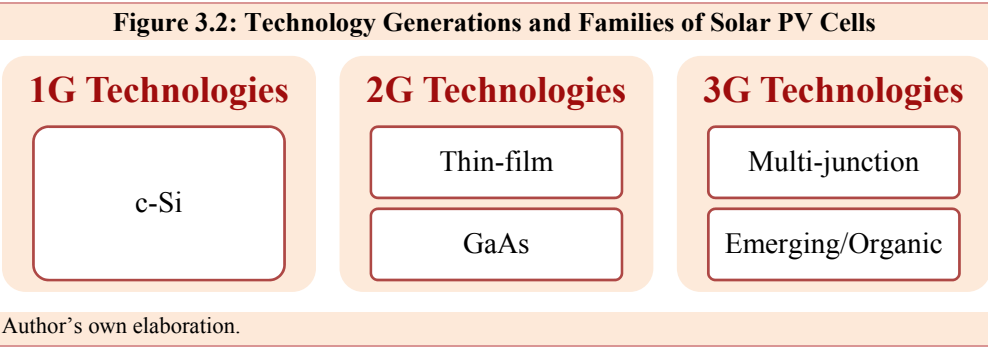 Figure 3.2: Technology Generations and Families of Solar PV Cells
1G Technologies
c-Si
2G Technologies
Thin-film
GaAs
3G Technologies
Multi-junction
Emerging/Organic
Author’s own elaboration.